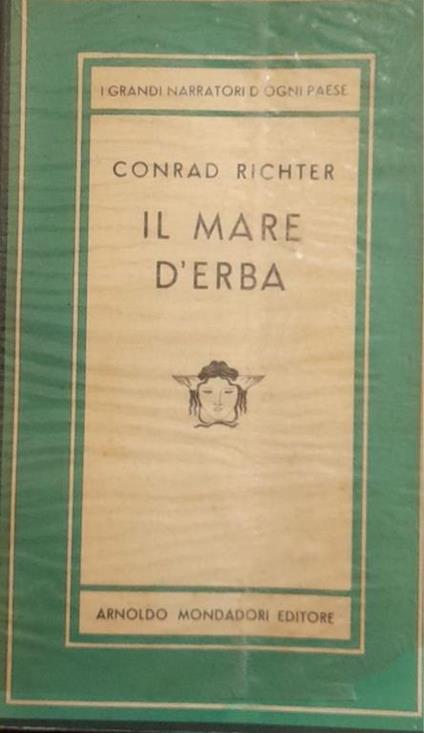 I GRANDI NARRATORI D'OGNI PAESE
CONRAD RICHTER
IL MARE
D'ERBA
ARNOLDO MONDADORI EDITORE